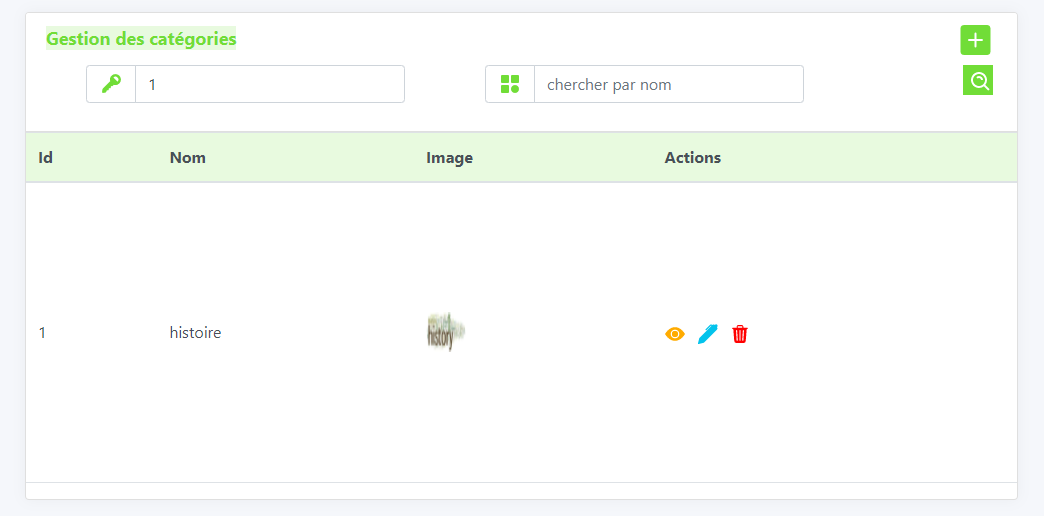 Gestion des catégories
1 chercher par nom
Id Nom Image Actions
1 histoire history